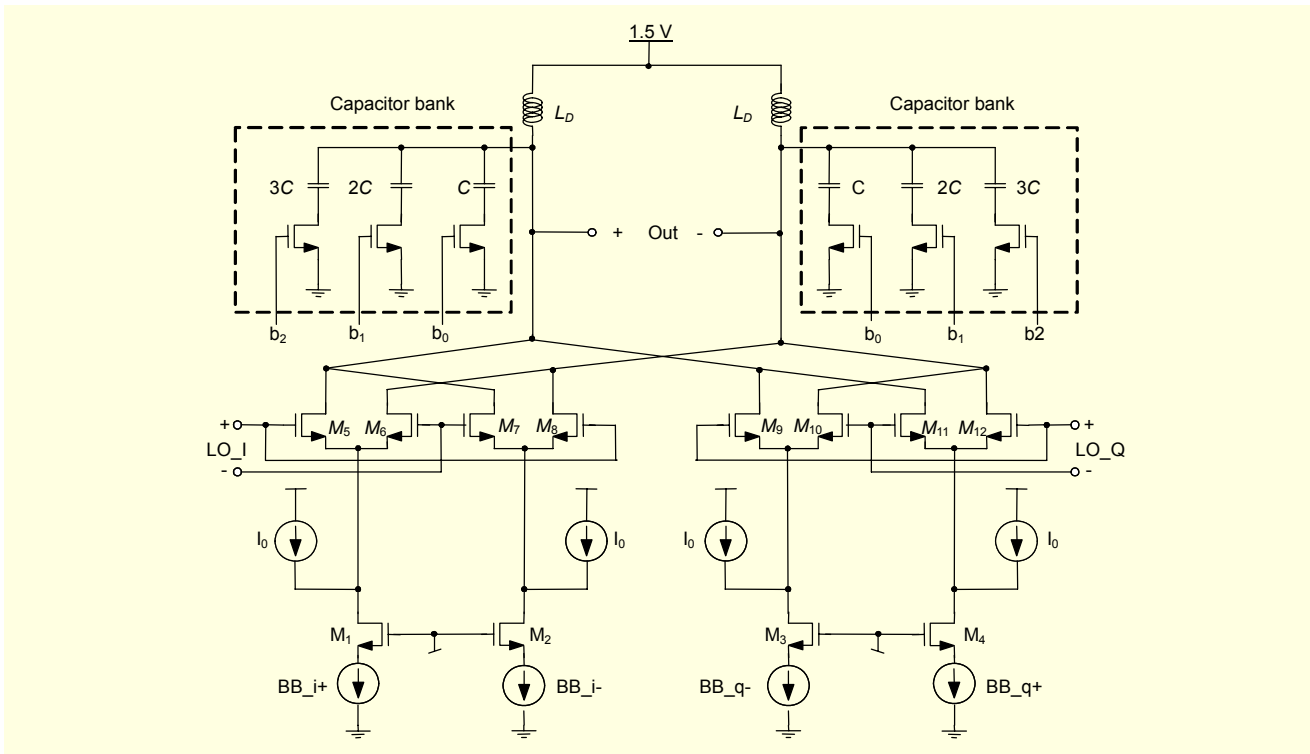 1.5 V
Capacitor bank
L_D
L_D
Capacitor bank
3C
2C
C
C
2C
3C
+ Out -
b₂
b₁
b₀
b₀
b₁
b2
+
LO_I
-
M₅
M₆
M₇
M₈
M₉
M₁₀
M₁₁
M₁₂
+
LO_Q
-
I₀
I₀
I₀
I₀
M₁
M₂
M₃
M₄
BB_i+
BB_i-
BB_q-
BB_q+